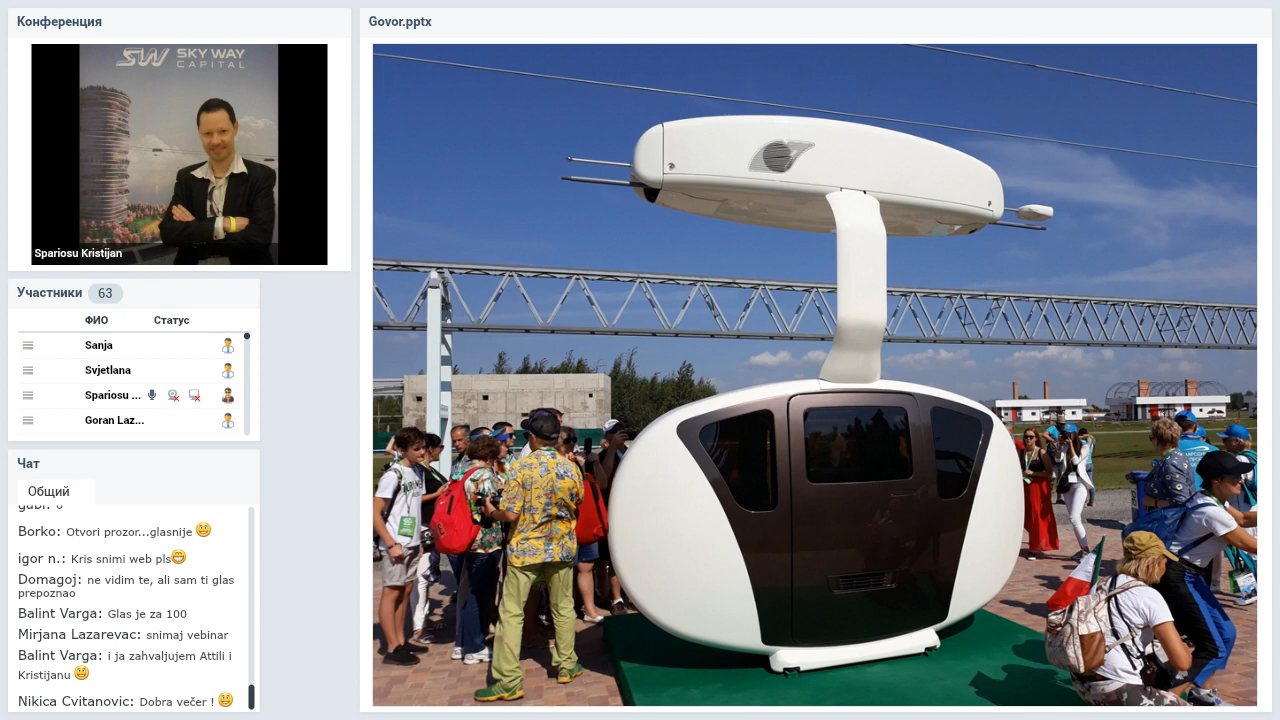 Конференция
SKY WAY
CAPITAL
Spariosu Kristijan
Участники 63
ФИО Статус
Sanja
Svjetlana
Spariosu ...
Goran Laz...
Чат
Общий
gabi: 6
Borko: Otvori prozor...glasnije
igor n.: Kris snimi web pls
Domagoj: ne vidim te, ali sam ti glas
prepoznao
Balint Varga: Glas je za 100
Mirjana Lazarevac: snimaj vebinar
Balint Varga: i ja zahvaljujem Attili i
Kristijanu
Nikica Cvitanovic: Dobra večer !
Govor.pptx